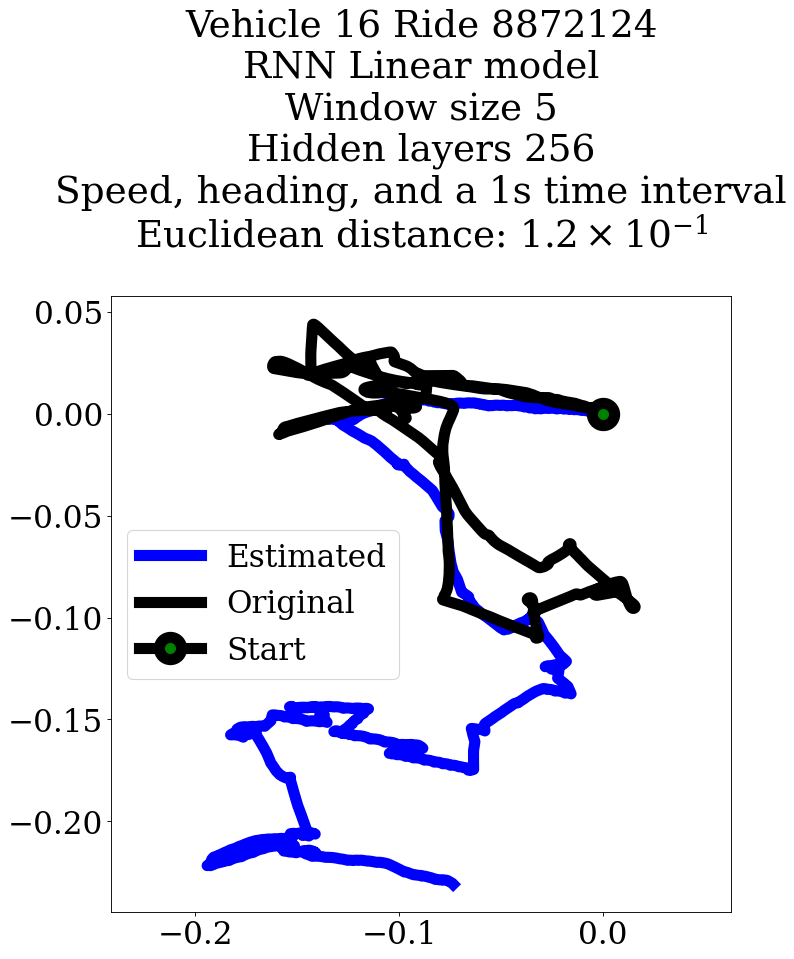 Vehicle 16 Ride 8872124
RNN Linear model
Window size 5
Hidden layers 256
Speed, heading, and a 1s time interval
Euclidean distance: 1.2 × 10⁻¹
0.05
0.00
−0.05
−0.10
−0.15
−0.20
Estimated
Original
Start
−0.2 −0.1 0.0